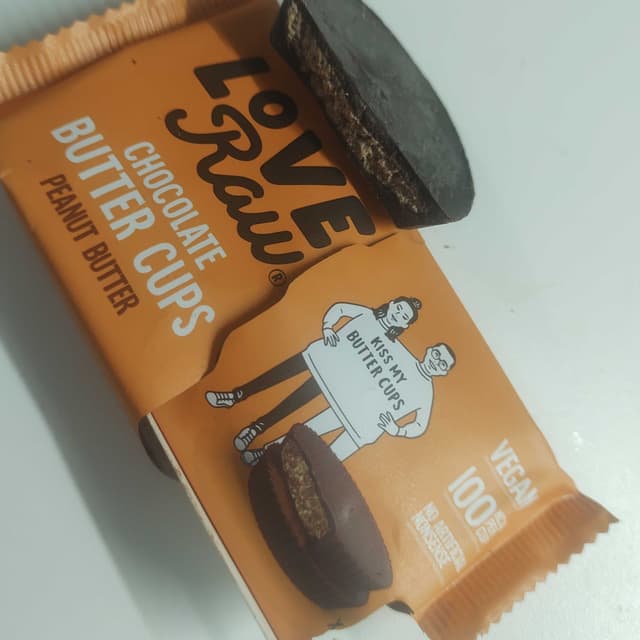 LOVE
Raw®
CHOCOLATE
BUTTER CUPS
PEANUT BUTTER
KISS MY
BUTTER CUPS
VEGAN
100%